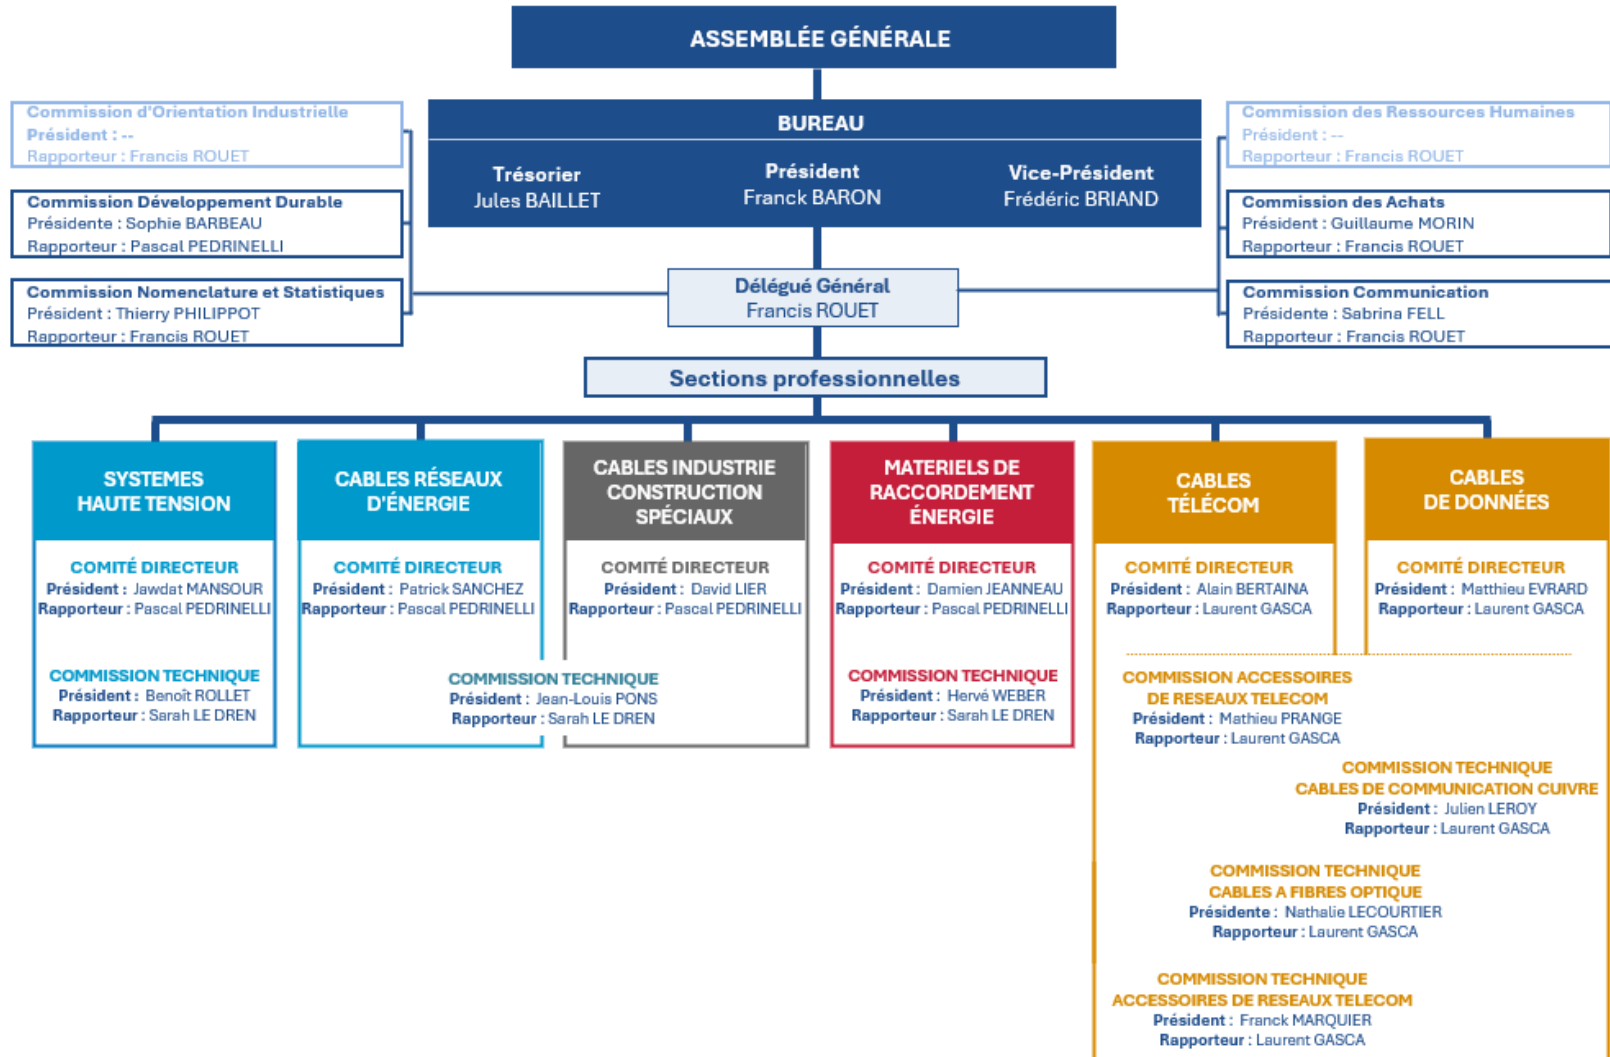 ASSEMBLÉE GÉNÉRALE
Commission d'Orientation Industrielle
Président : --
Rapporteur : Francis ROUET
Commission Développement Durable
Présidente : Sophie BARBEAU
Rapporteur : Pascal PEDRINELLI
Commission Nomenclature et Statistiques
Président : Thierry PHILIPPOT
Rapporteur : Francis ROUET
BUREAU
Trésorier
Jules BAILLET
Président
Franck BARON
Vice-Président
Frédéric BRIAND
Commission des Ressources Humaines
Président : --
Rapporteur : Francis ROUET
Commission des Achats
Président : Guillaume MORIN
Rapporteur : Francis ROUET
Commission Communication
Présidente : Sabrina FELL
Rapporteur : Francis ROUET
Délégué Général
Francis ROUET
Sections professionnelles
SYSTEMES
HAUTE TENSION
COMITÉ DIRECTEUR
Président : Jawdat MANSOUR
Rapporteur : Pascal PEDRINELLI
COMMISSION TECHNIQUE
Président : Benoît ROLLET
Rapporteur : Sarah LE DREN
CABLES RÉSEAUX
D'ÉNERGIE
COMITÉ DIRECTEUR
Président : Patrick SANCHEZ
Rapporteur : Pascal PEDRINELLI
CABLES INDUSTRIE
CONSTRUCTION
SPÉCIAUX
COMITÉ DIRECTEUR
Président : David LIER
Rapporteur : Pascal PEDRINELLI
COMMISSION TECHNIQUE
Président : Jean-Louis PONS
Rapporteur : Sarah LE DREN
MATERIELS DE
RACCORDEMENT
ÉNERGIE
COMITÉ DIRECTEUR
Président : Damien JEANNEAU
Rapporteur : Pascal PEDRINELLI
COMMISSION TECHNIQUE
Président : Hervé WEBER
Rapporteur : Sarah LE DREN
CABLES
TÉLÉCOM
COMITÉ DIRECTEUR
Président : Alain BERTAINA
Rapporteur : Laurent GASCA
CABLES
DE DONNÉES
COMITÉ DIRECTEUR
Président : Matthieu EVRARD
Rapporteur : Laurent GASCA
COMMISSION ACCESSOIRES
DE RESEAUX TELECOM
Président : Mathieu PRANGE
Rapporteur : Laurent GASCA
COMMISSION TECHNIQUE
CABLES DE COMMUNICATION CUIVRE
Président : Julien LEROY
Rapporteur : Laurent GASCA
COMMISSION TECHNIQUE
CABLES A FIBRES OPTIQUE
Présidente : Nathalie LECOURTIER
Rapporteur : Laurent GASCA
COMMISSION TECHNIQUE
ACCESSOIRES DE RESEAUX TELECOM
Président : Franck MARQUIER
Rapporteur : Laurent GASCA